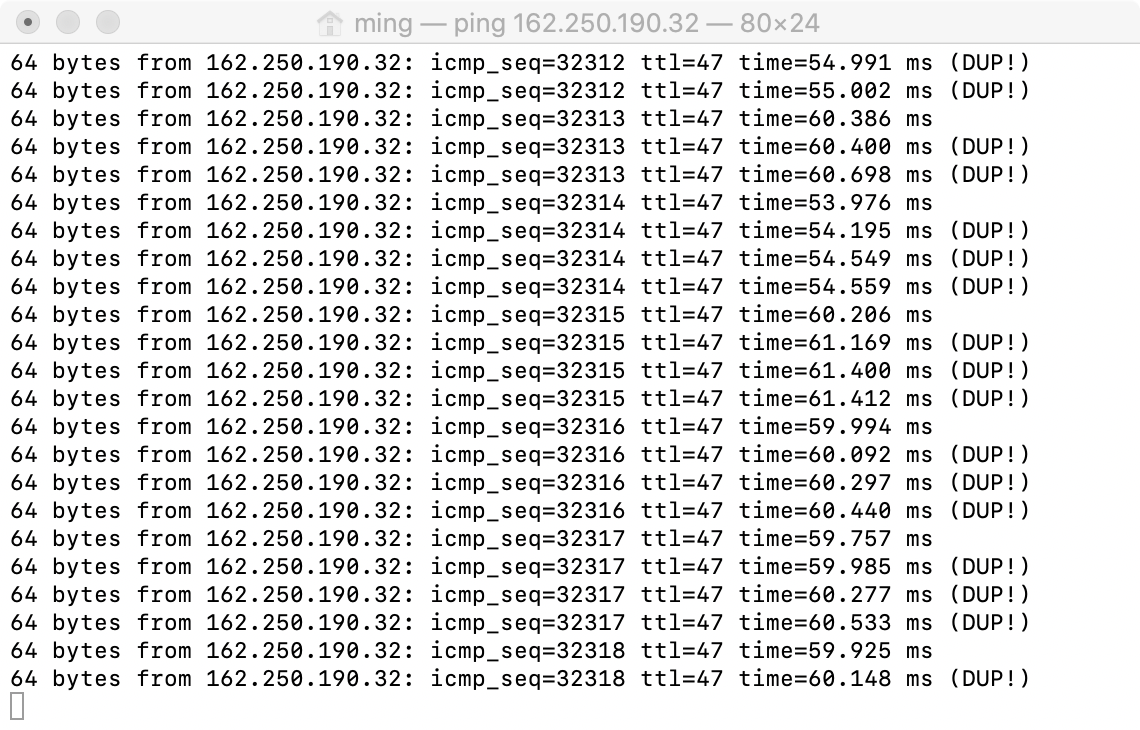 ming — ping 162.250.190.32 — 80×24
64 bytes from 162.250.190.32: icmp_seq=32312 ttl=47 time=54.991 ms (DUP!)
64 bytes from 162.250.190.32: icmp_seq=32312 ttl=47 time=55.002 ms (DUP!)
64 bytes from 162.250.190.32: icmp_seq=32313 ttl=47 time=60.386 ms
64 bytes from 162.250.190.32: icmp_seq=32313 ttl=47 time=60.400 ms (DUP!)
64 bytes from 162.250.190.32: icmp_seq=32313 ttl=47 time=60.698 ms (DUP!)
64 bytes from 162.250.190.32: icmp_seq=32314 ttl=47 time=53.976 ms
64 bytes from 162.250.190.32: icmp_seq=32314 ttl=47 time=54.195 ms (DUP!)
64 bytes from 162.250.190.32: icmp_seq=32314 ttl=47 time=54.549 ms (DUP!)
64 bytes from 162.250.190.32: icmp_seq=32314 ttl=47 time=54.559 ms (DUP!)
64 bytes from 162.250.190.32: icmp_seq=32315 ttl=47 time=60.206 ms
64 bytes from 162.250.190.32: icmp_seq=32315 ttl=47 time=61.169 ms (DUP!)
64 bytes from 162.250.190.32: icmp_seq=32315 ttl=47 time=61.400 ms (DUP!)
64 bytes from 162.250.190.32: icmp_seq=32315 ttl=47 time=61.412 ms (DUP!)
64 bytes from 162.250.190.32: icmp_seq=32316 ttl=47 time=59.994 ms
64 bytes from 162.250.190.32: icmp_seq=32316 ttl=47 time=60.092 ms (DUP!)
64 bytes from 162.250.190.32: icmp_seq=32316 ttl=47 time=60.297 ms (DUP!)
64 bytes from 162.250.190.32: icmp_seq=32316 ttl=47 time=60.440 ms (DUP!)
64 bytes from 162.250.190.32: icmp_seq=32317 ttl=47 time=59.757 ms
64 bytes from 162.250.190.32: icmp_seq=32317 ttl=47 time=59.985 ms (DUP!)
64 bytes from 162.250.190.32: icmp_seq=32317 ttl=47 time=60.277 ms (DUP!)
64 bytes from 162.250.190.32: icmp_seq=32317 ttl=47 time=60.533 ms (DUP!)
64 bytes from 162.250.190.32: icmp_seq=32318 ttl=47 time=59.925 ms
64 bytes from 162.250.190.32: icmp_seq=32318 ttl=47 time=60.148 ms (DUP!)